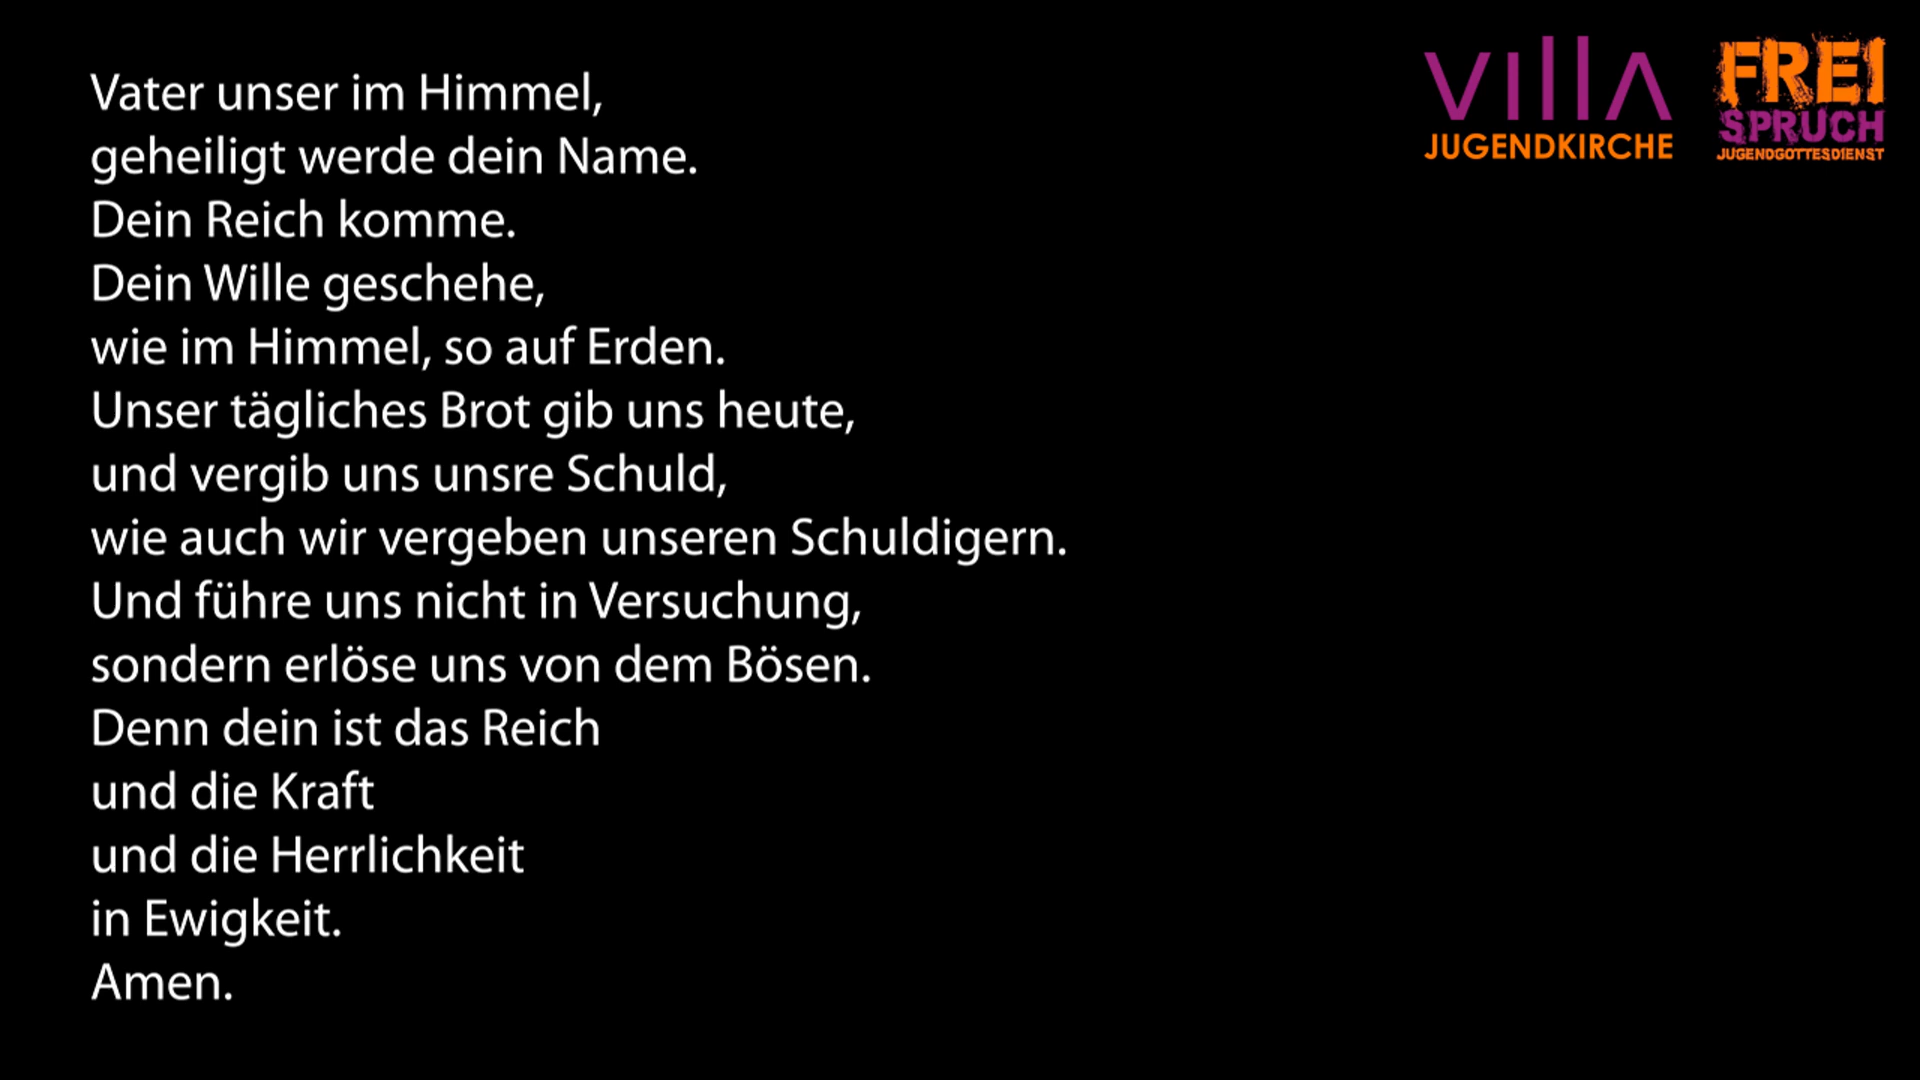 Vater unser im Himmel,
geheiligt werde dein Name.
Dein Reich komme.
Dein Wille geschehe,
wie im Himmel, so auf Erden.
Unser tägliches Brot gib uns heute,
und vergib uns unsre Schuld,
wie auch wir vergeben unseren Schuldigern.
Und führe uns nicht in Versuchung,
sondern erlöse uns von dem Bösen.
Denn dein ist das Reich
und die Kraft
und die Herrlichkeit
in Ewigkeit.
Amen.
VILLA
JUGENDKIRCHE
FREI
SPRUCH
JUGENDGOTTESDIENST